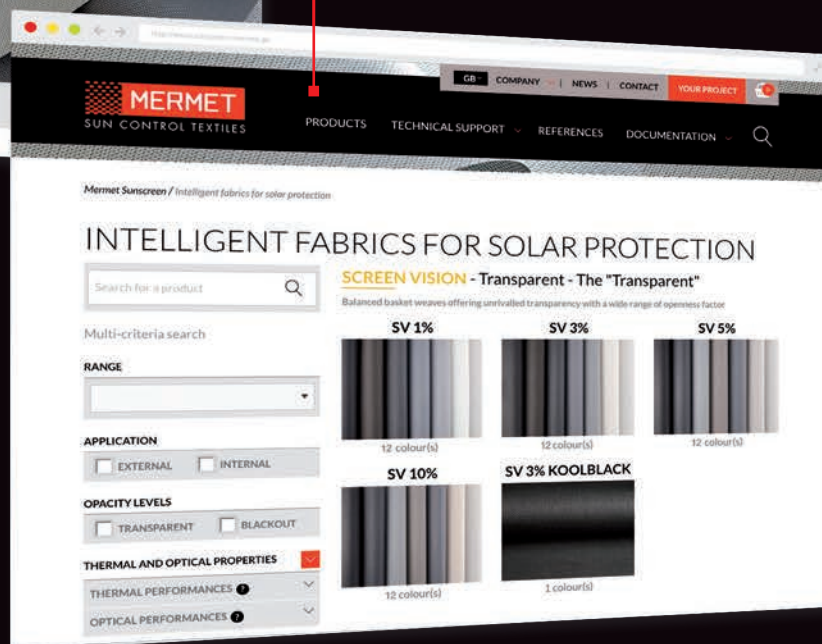 GB COMPANY | NEWS | CONTACT YOUR PROJECT
MERMET
SUN CONTROL TEXTILES
PRODUCTS TECHNICAL SUPPORT REFERENCES DOCUMENTATION
Mermet Sunscreen / Intelligent fabrics for solar protection
INTELLIGENT FABRICS FOR SOLAR PROTECTION
Search for a product
Multi-criteria search
RANGE
APPLICATION
EXTERNAL INTERNAL
OPACITY LEVELS
TRANSPARENT BLACKOUT
THERMAL AND OPTICAL PROPERTIES
THERMAL PERFORMANCES ?
OPTICAL PERFORMANCES ?
SCREEN VISION - Transparent - The "Transparent"
Balanced basket weaves offering unrivalled transparency with a wide range of openness factor
SV 1% SV 3% SV 5%
12 colour(s) 12 colour(s) 12 colour(s)
SV 10% SV 3% KOOLBLACK
12 colour(s) 1 colour(s)